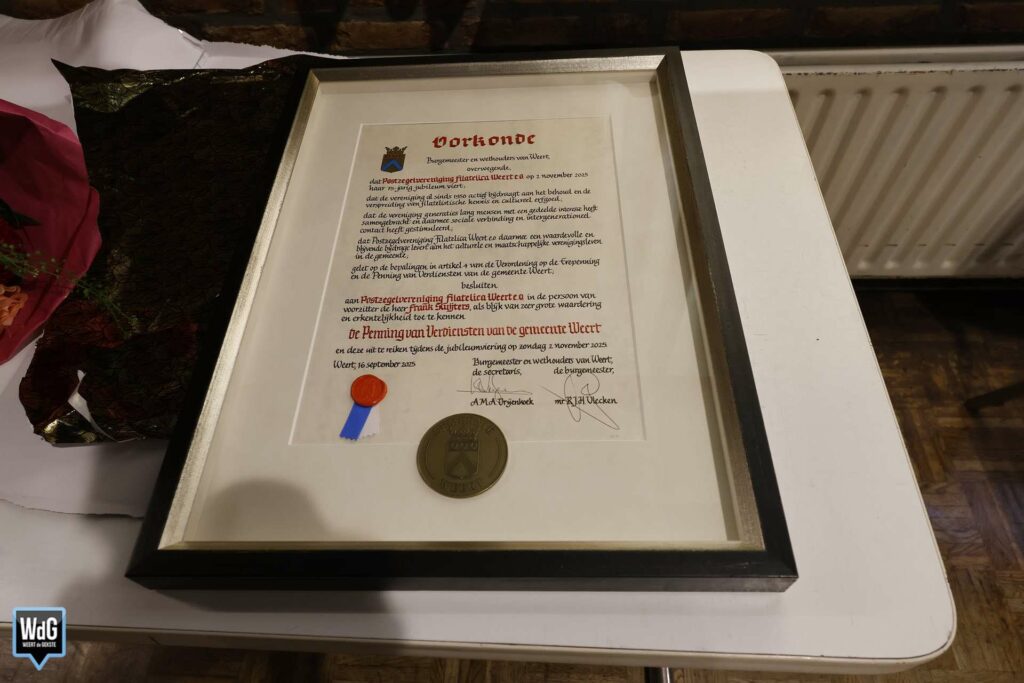 Oorkonde
Burgemeester en wethouders van Weert,
overwegende,
dat Postzegelvereniging Filatelica Weert e.o op 2 november 2025
haar 75-jarig jubileum viert;
dat de vereniging al sinds 1950 actief bijdraagt aan het behoud en de
verspreiding van filatelistische kennis en cultureel erfgoed;
dat de vereniging generaties lang mensen met een gedeelde interesse heeft
samengebracht en daarmee sociale verbinding en intergenerationeel
contact heeft gestimuleerd;
dat Postzegelvereniging Filatelica Weert e.o daarmee een waardevolle en
blijvende bijdrage levert aan het culturele en maatschappelijke verenigingsleven
in de gemeente;
gelet op de bepalingen in artikel 4 van de Verordening op de Erepenning
en de Penning van Verdiensten van de gemeente Weert;
besluiten
aan Postzegelvereniging Filatelica Weert e.o. in de persoon van
voorzitter de heer Frank Skuijters, als blijk van zeer grote waardering
en erkentelijkheid toe te kennen
de Penning van Verdiensten van de gemeente Weert
en deze uit te reiken tijdens de jubileumviering op zondag 2 november 2025.
Weert, 16 september 2025
Burgemeester en wethouders van Weert,
de secretaris, de burgemeester,
A.M.A. Vrijenhoek mr. R.J.H. Vlecken
WEERT
WdG
WEERT de GEKSTE